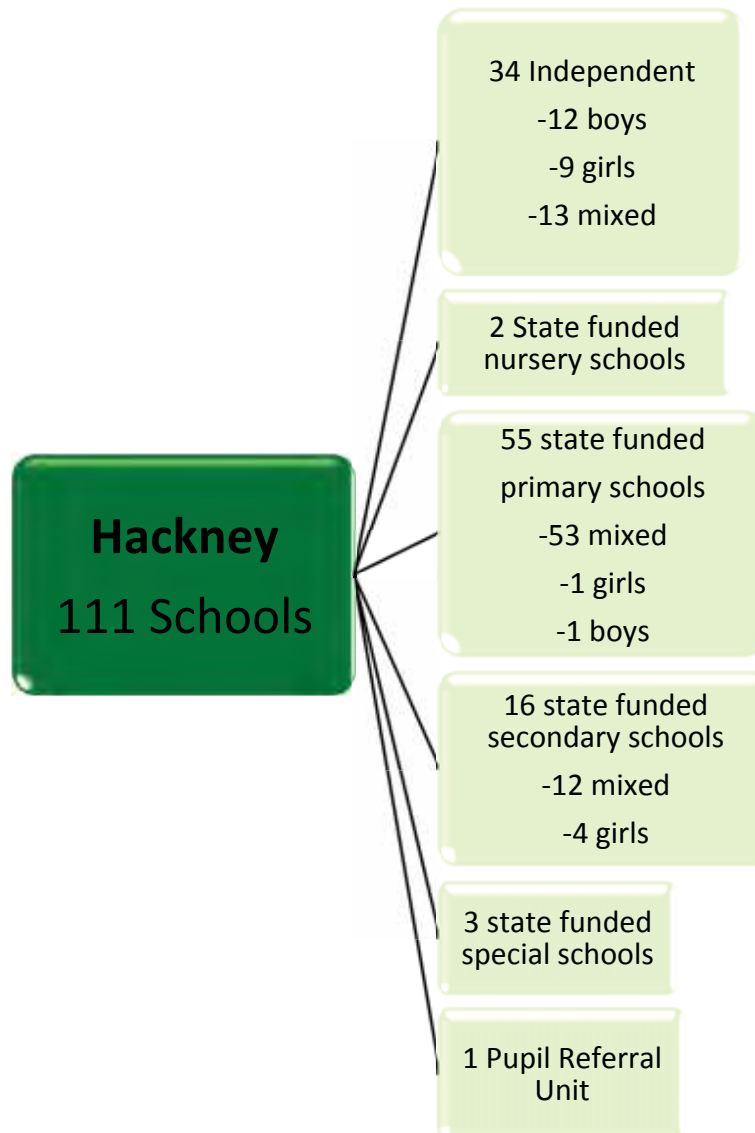 Hackney
111 Schools
34 Independent
-12 boys
-9 girls
-13 mixed
2 State funded
nursery schools
55 state funded
primary schools
-53 mixed
-1 girls
-1 boys
16 state funded
secondary schools
-12 mixed
-4 girls
3 state funded
special schools
1 Pupil Referral
Unit